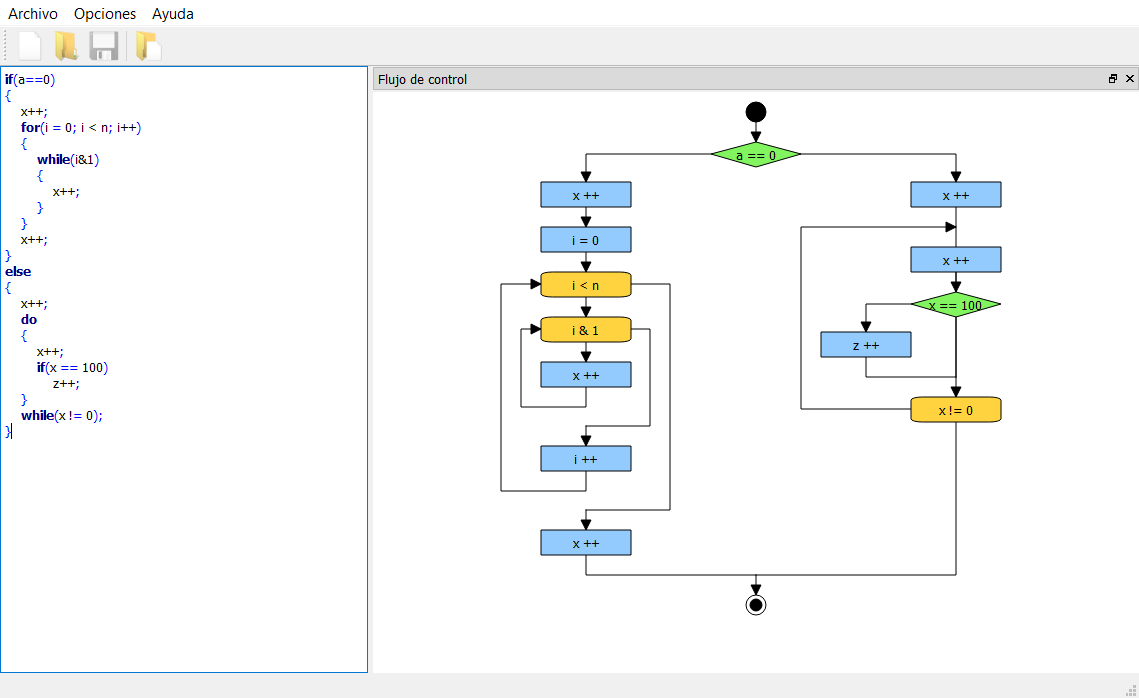 Archivo Opciones Ayuda
if(a==0)
{
x++;
for(i = 0; i < n; i++)
{
while(i&1)
{
x++;
}
}
x++;
}
else
{
x++;
do
{
x++;
if(x == 100)
z++;
}
while(x != 0);
}
Flujo de control
a == 0
x ++
i = 0
i < n
i & 1
x ++
i ++
x ++
x ++
x ++
x == 100
z ++
x != 0